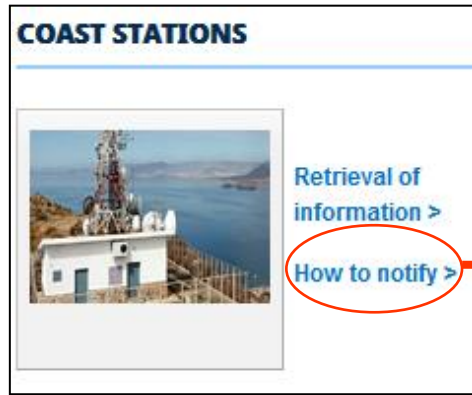 COAST STATIONS
Retrieval of
information >
How to notify >